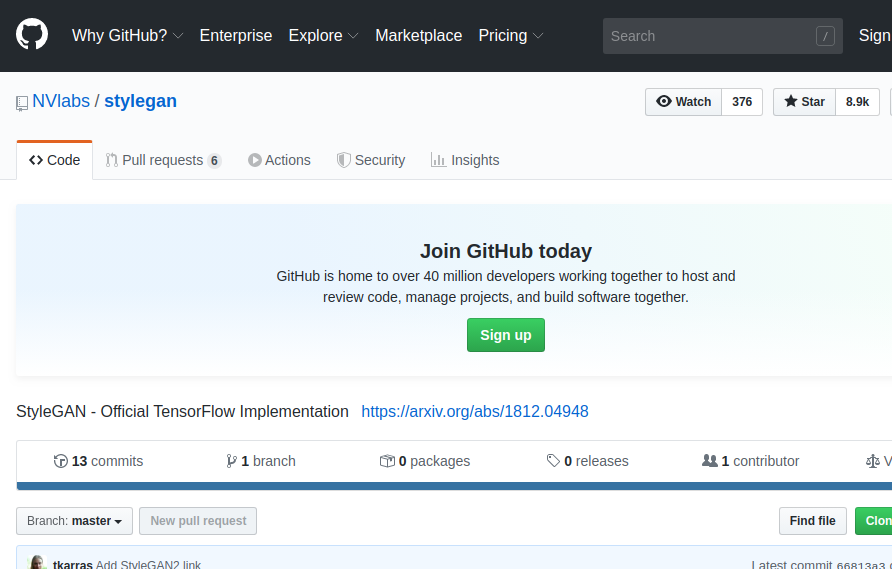 Why GitHub? Enterprise Explore Marketplace Pricing Search / Sign
NVlabs / stylegan Watch 376 Star 8.9k
Code Pull requests 6 Actions Security Insights
Join GitHub today
GitHub is home to over 40 million developers working together to host and
review code, manage projects, and build software together.
Sign up
StyleGAN - Official TensorFlow Implementation https://arxiv.org/abs/1812.04948
13 commits 1 branch 0 packages 0 releases 1 contributor V
Branch: master New pull request Find file Clon
tkarras Add StyleGAN2 link Latest commit 66813a3